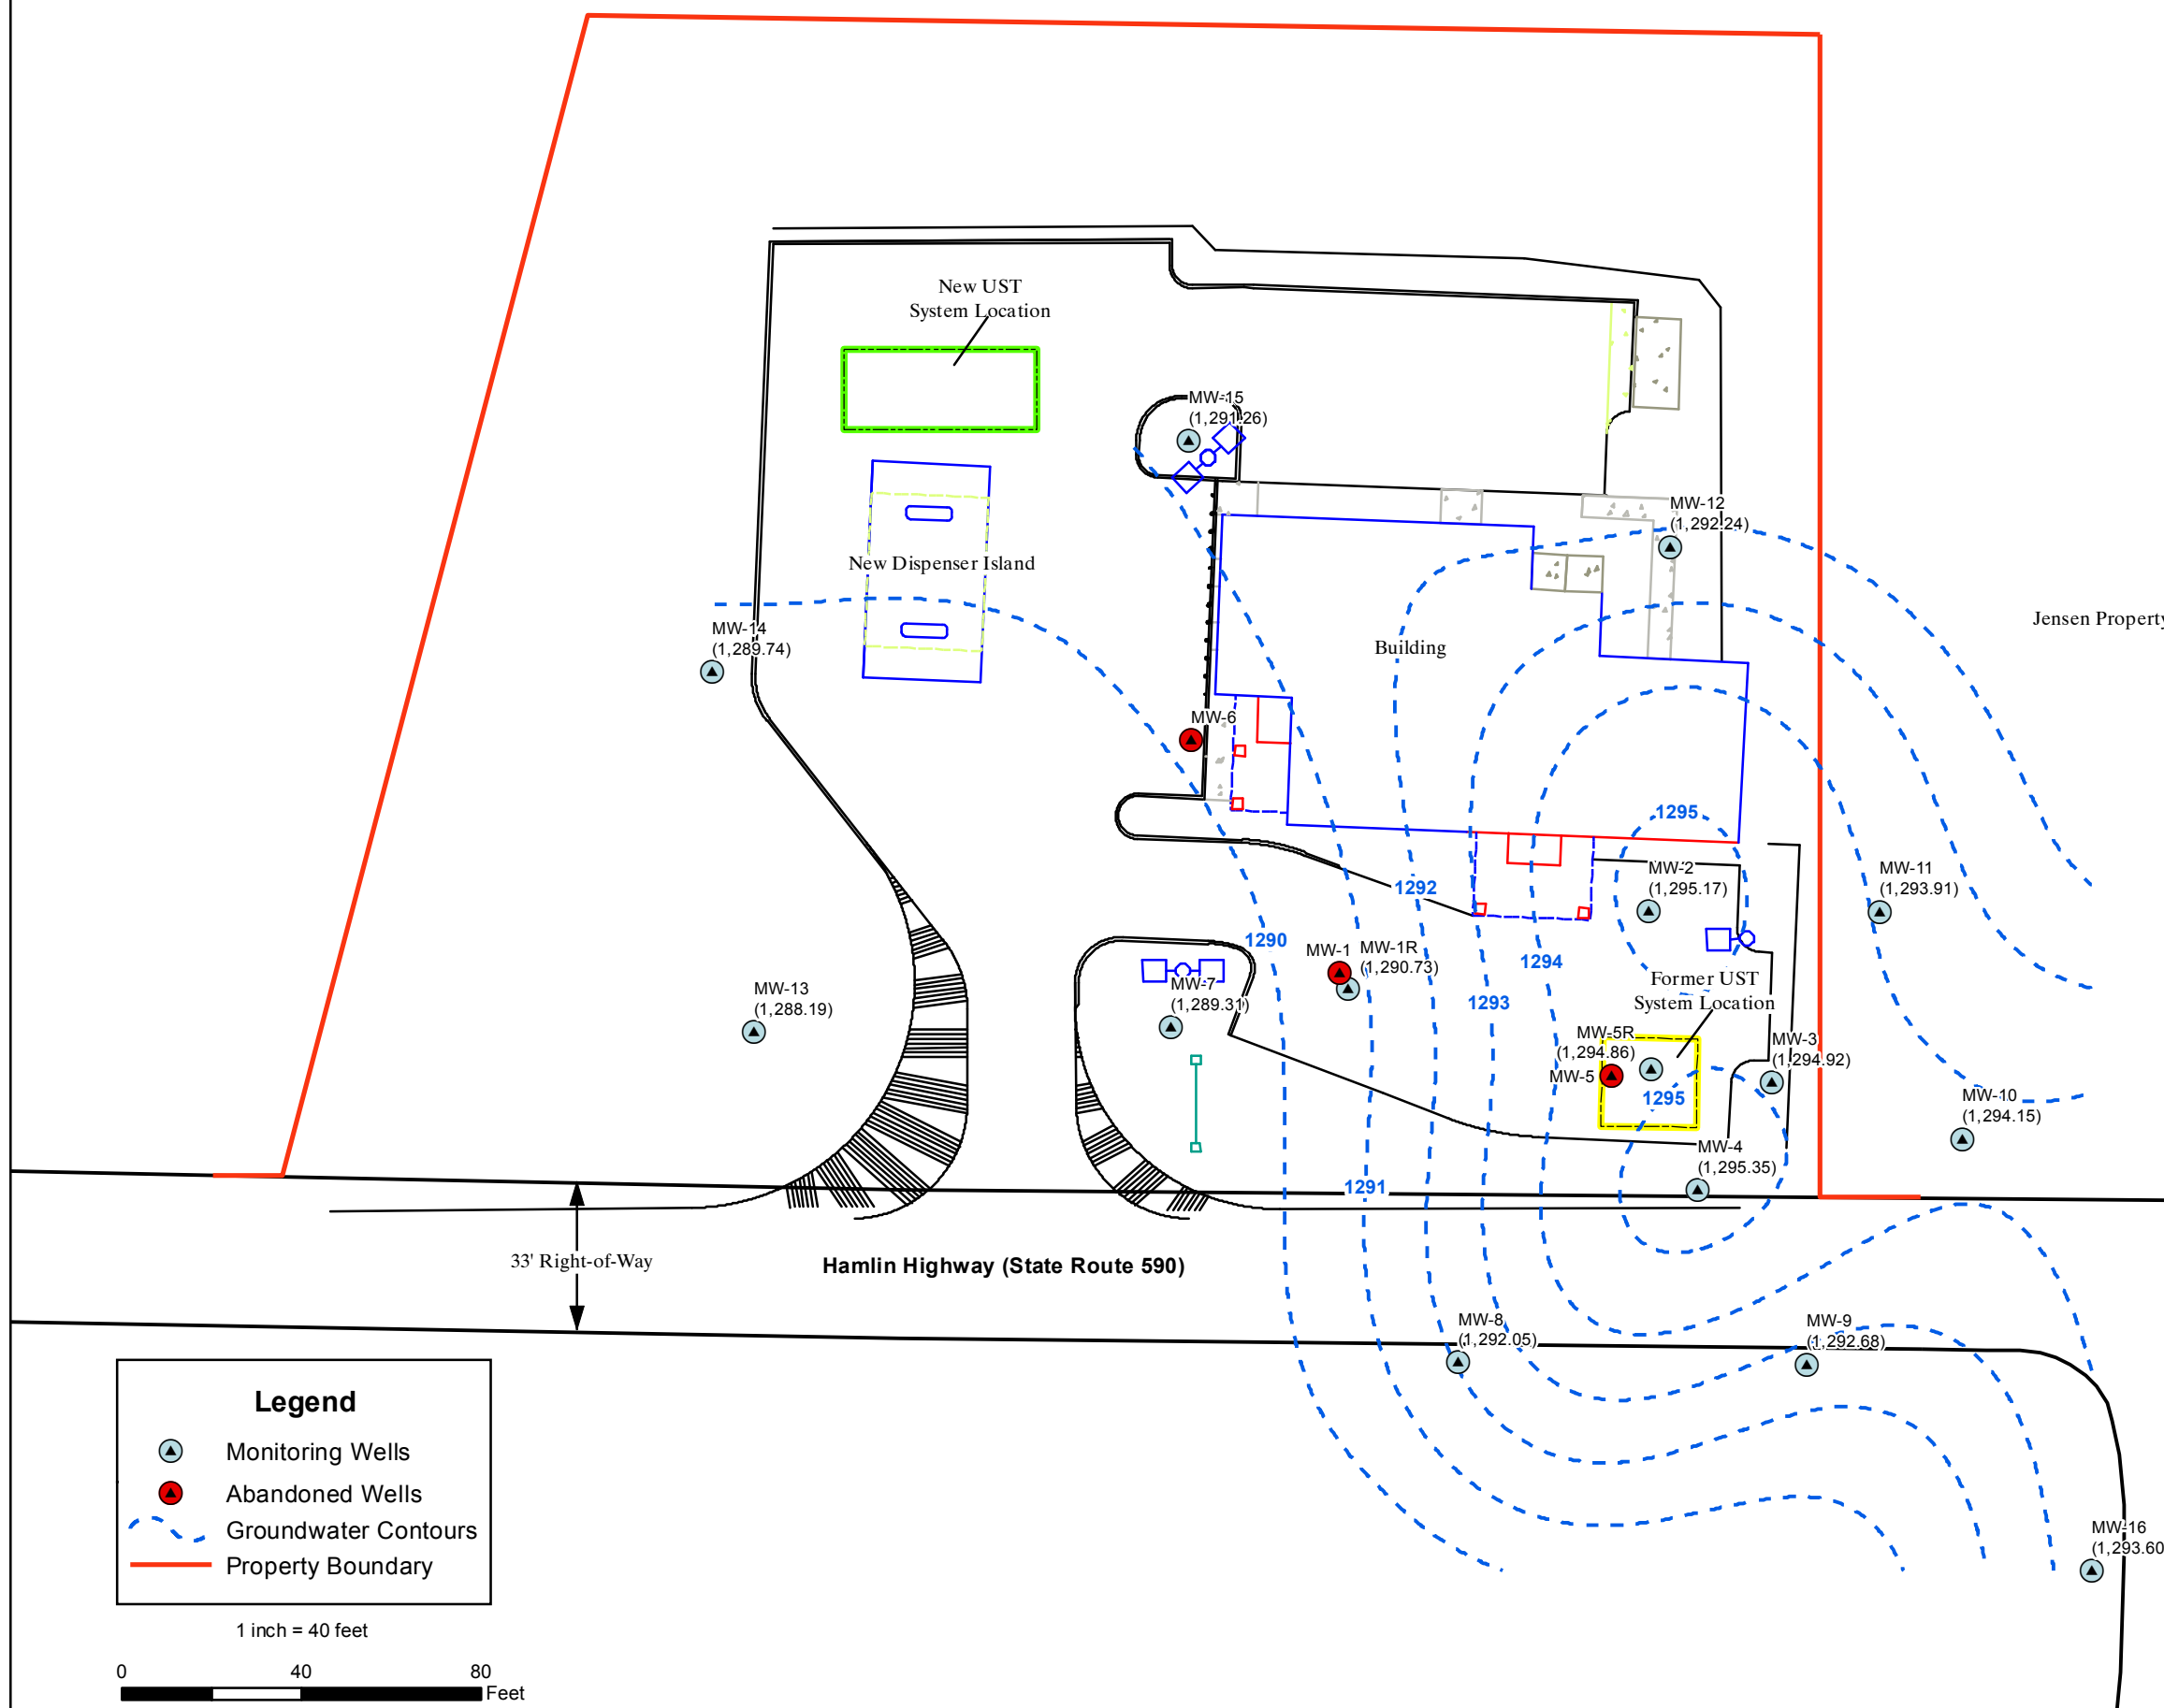 New UST
System Location
MW-15
(1,291.26)
MW-12
(1,292.24)
New Dispenser Island
Jensen Property
MW-14
(1,289.74)
Building
MW-6
1295
MW-2
(1,295.17)
MW-11
(1,293.91)
1292
1290
MW-1
MW-1R
(1,290.73)
1294
Former UST
System Location
MW-13
(1,288.19)
MW-7
(1,289.31)
1293
MW-5R
(1,294.86)
MW-3
(1,294.92)
MW-5
1295
MW-10
(1,294.15)
MW-4
(1,295.35)
1291
33' Right-of-Way
Hamlin Highway (State Route 590)
MW-8
(1,292.05)
MW-9
(1,292.68)
Legend
Monitoring Wells
Abandoned Wells
Groundwater Contours
Property Boundary
MW-16
(1,293.60
1 inch = 40 feet
0 40 80
Feet